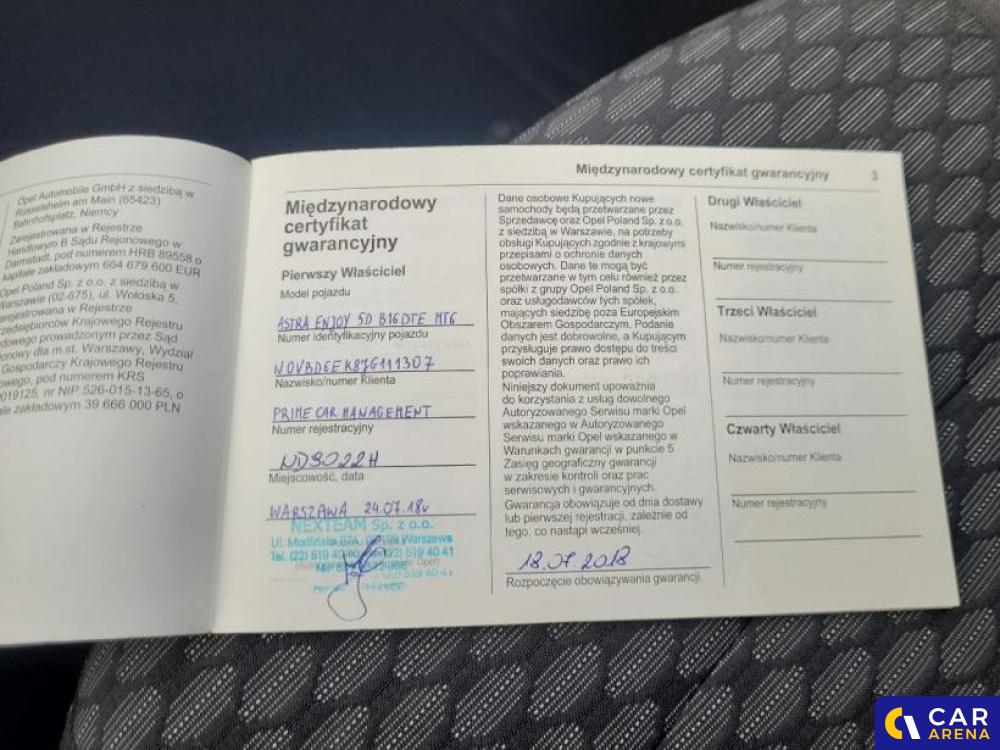 Opel Automobile GmbH z siedzibą w
Rüsselsheim am Main (65423)
Bahnhofsplatz, Niemcy
Zarejestrowana w Rejestrze
Handlowym B Sądu Rejonowego w
Darmstadt, pod numerem HRB 89558 o
kapitale zakładowym 664 679 600 EUR
Opel Poland Sp. z o.o. z siedzibą w
Warszawie (02-675), ul. Wołoska 5,
zarejestrowana w Rejestrze
Krajowego Rejestru
prowadzonym przez Sąd
dla m.st. Warszawy, Wydział
Gospodarczy Krajowego Rejestru
pod numerem KRS
nr NIP 526-015-13-65, o
zakładowym 39 666 000 PLN
Międzynarodowy certyfikat gwarancyjny 3
Międzynarodowy
certyfikat
gwarancyjny
Pierwszy Właściciel
Model pojazdu
ASTRA ENJOY 5D B16DTE MT6
Numer identyfikacyjny pojazdu
W0VBD6EK87G111307
Nazwisko/numer Klienta
PRIME CAR MANAGEMENT
Numer rejestracyjny
ND9022H
Miejscowość, data
WARSZAWA 24.07.18r
NEXTEAM Sp. z o.o.
ul. Modlińska Warszawa
Tel. (22) 519 40 41
NIP
Dane osobowe Kupujących nowe
samochody będą przetwarzane przez
Sprzedawcę oraz Opel Poland Sp. z o.o.
z siedzibą w Warszawie, na potrzeby
obsługi Kupujących zgodnie z krajowymi
przepisami o ochronie danych
osobowych. Dane te mogą być
przetwarzane w tym celu również przez
spółki z grupy Opel Poland Sp. z o.o.
oraz usługodawców tych spółek,
mających siedzibę poza Europejskim
Obszarem Gospodarczym. Podanie
danych jest dobrowolne, a Kupującym
przysługuje prawo dostępu do treści
swoich danych oraz prawo ich
poprawiania.
Niniejszy dokument upoważnia
do korzystania z usług dowolnego
Autoryzowanego Serwisu marki Opel
wskazanego w Autoryzowanego
Serwisu marki Opel wskazanego w
Warunkach gwarancji w punkcie 5
Zasięg geograficzny gwarancji
w zakresie kontroli oraz prac
serwisowych i gwarancyjnych.
Gwarancja obowiązuje od dnia dostawy
lub pierwszej rejestracji, zależnie od
tego, co nastąpi wcześniej.
18.07.2018
Rozpoczęcie obowiązywania gwarancji.
Drugi Właściciel
Nazwisko/numer Klienta
Numer rejestracyjny
Trzeci Właściciel
Nazwisko/numer Klienta
Numer rejestracyjny
Czwarty Właściciel
Nazwisko/numer Klienta
Numer rejestracyjny
CAR
ARENA